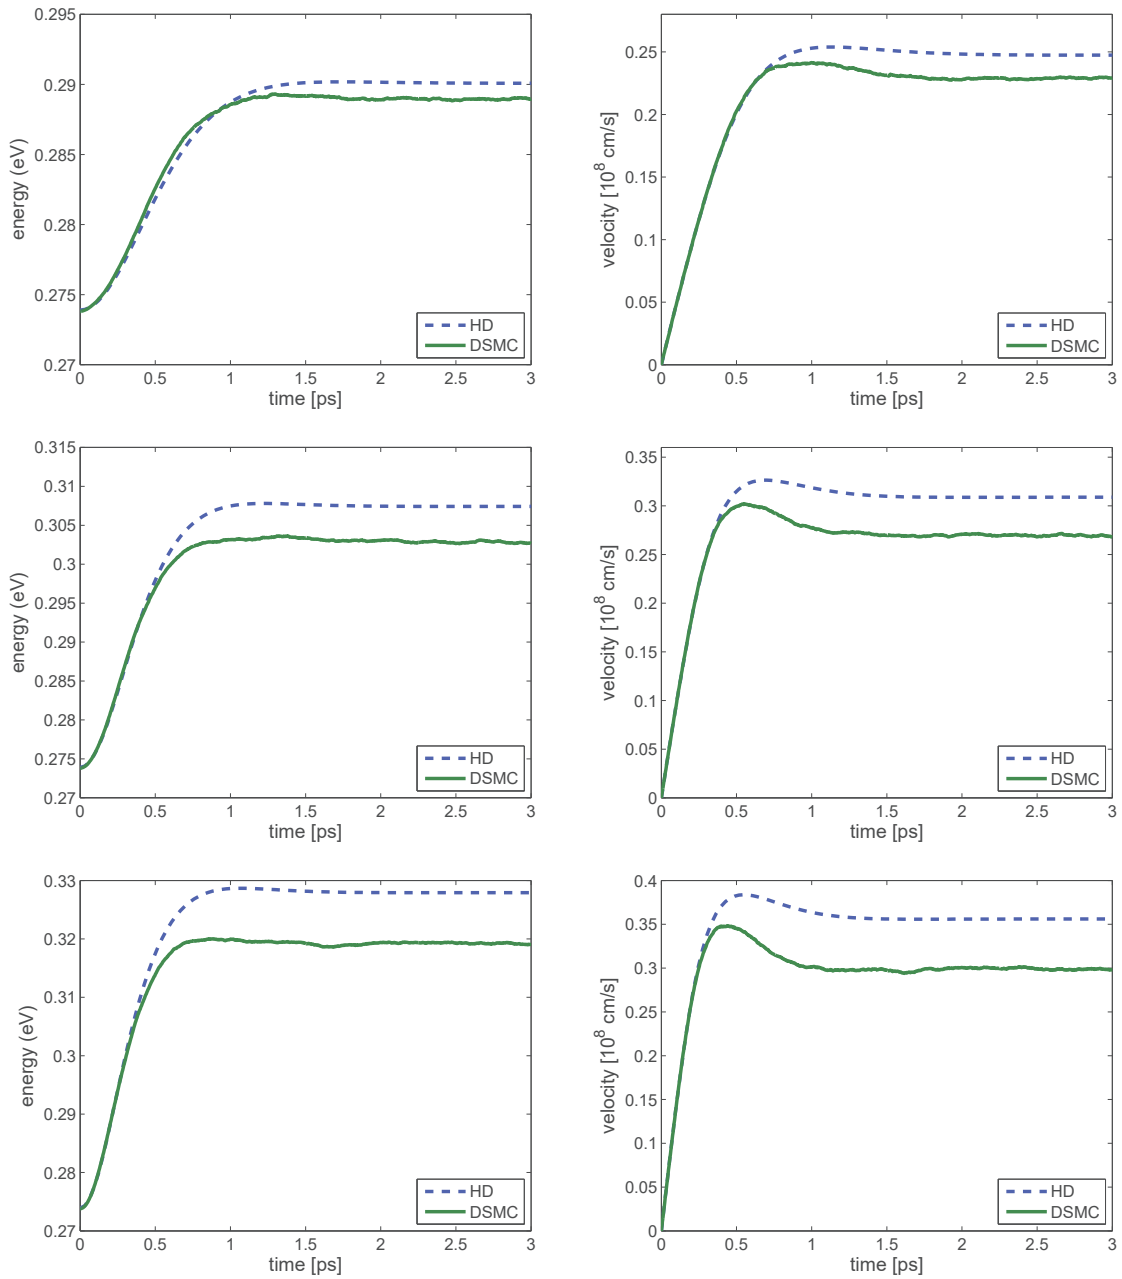 0.295
0.29
0.285
0.28
0.275
0.27
energy (eV)
0 0.5 1 1.5 2 2.5 3
time [ps]
HD
DSMC
0.25
0.2
0.15
0.1
0.05
0
velocity [10⁸ cm/s]
0 0.5 1 1.5 2 2.5 3
time [ps]
HD
DSMC
0.315
0.31
0.305
0.3
0.295
0.29
0.285
0.28
0.275
0.27
energy (eV)
0 0.5 1 1.5 2 2.5 3
time [ps]
HD
DSMC
0.35
0.3
0.25
0.2
0.15
0.1
0.05
0
velocity [10⁸ cm/s]
0 0.5 1 1.5 2 2.5 3
time [ps]
HD
DSMC
0.33
0.320
0.31
0.3
0.29
0.28
0.27
energy (eV)
0 0.5 1 1.5 2 2.5 3
time [ps]
HD
DSMC
0.4
0.35
0.3
0.25
0.2
0.15
0.1
0.05
0
velocity [10⁸ cm/s]
0 0.5 1 1.5 2 2.5 3
time [ps]
HD
DSMC